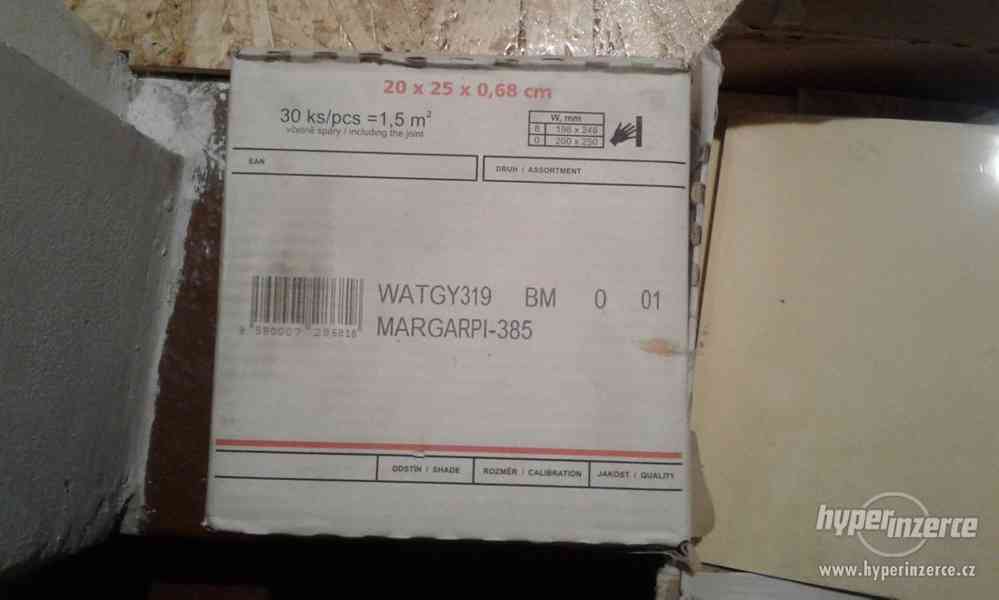 20 x 25 x 0,68 cm
30 ks/pcs =1,5 m²
včetně spáry / including the joint
W, mm
8 198 x 248
0 200 x 250
EAN
DRUH / ASSORTMENT
WATGY319 BM 0 01
MARGARPI-385
ODSTÍN / SHADE
ROZMĚR / CALIBRATION
JAKOST / QUALITY
hyperinzerce
www.hyperinzerce.cz